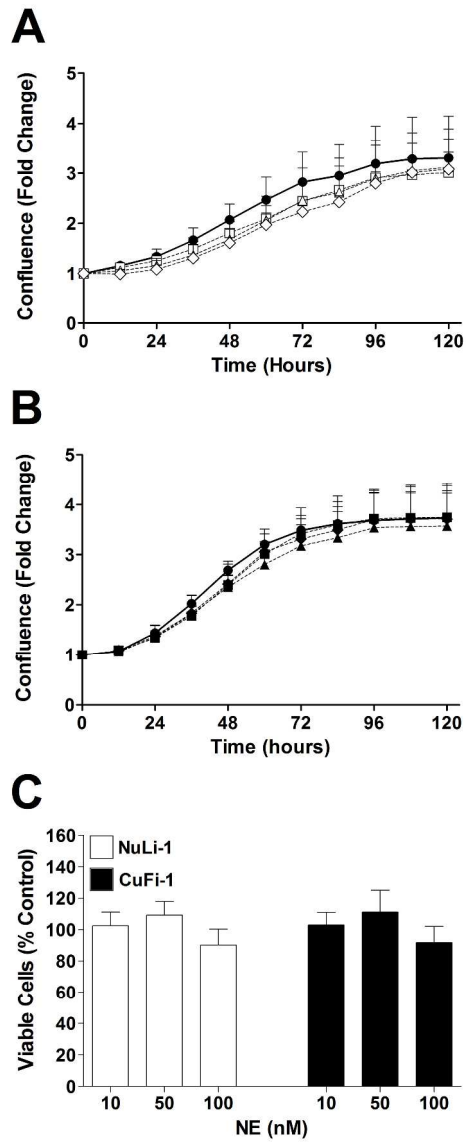 A
Confluence (Fold Change)
5
4
3
2
1
0
0 24 48 72 96 120
Time (Hours)
B
Confluence (Fold Change)
5
4
3
2
1
0
0 24 48 72 96 120
Time (hours)
C
Viable Cells (% Control)
160
140
120
100
80
60
40
20
0
NuLi-1
CuFi-1
10 50 100 10 50 100
NE (nM)